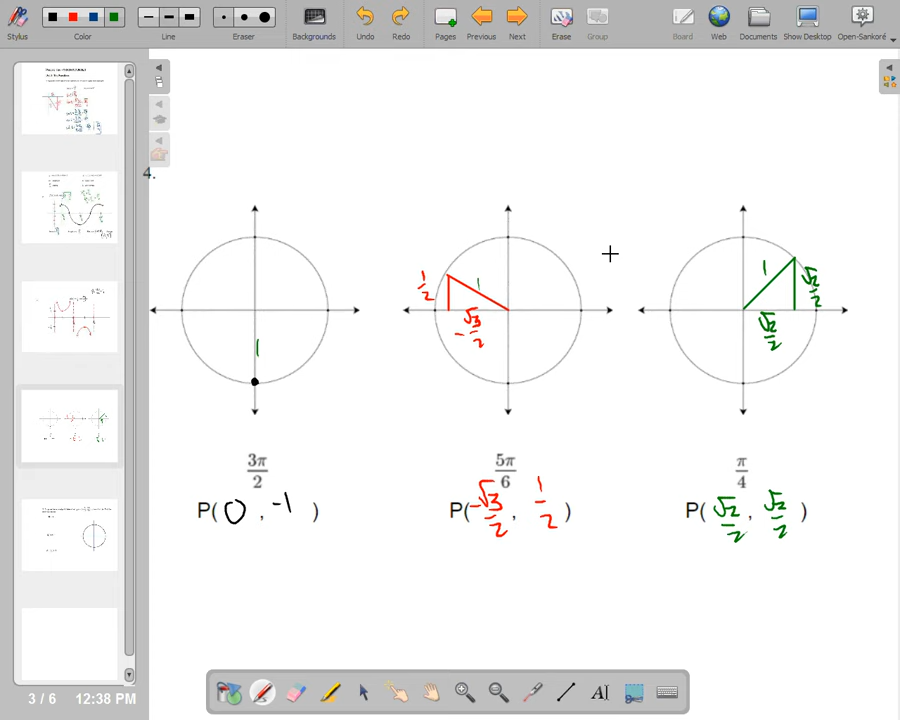 Stylus Color Line Eraser Backgrounds Undo Redo Pages Previous Next Erase Group Board Web Documents Show Desktop Open-Sankoré
4.
1/2 1 -√3/2
1
1 √2/2 √2/2
3π/2 5π/6 π/4
P( 0 , -1 ) P( -√3/2 , 1/2 ) P( √2/2 , √2/2 )
3 / 6 12:38 PM